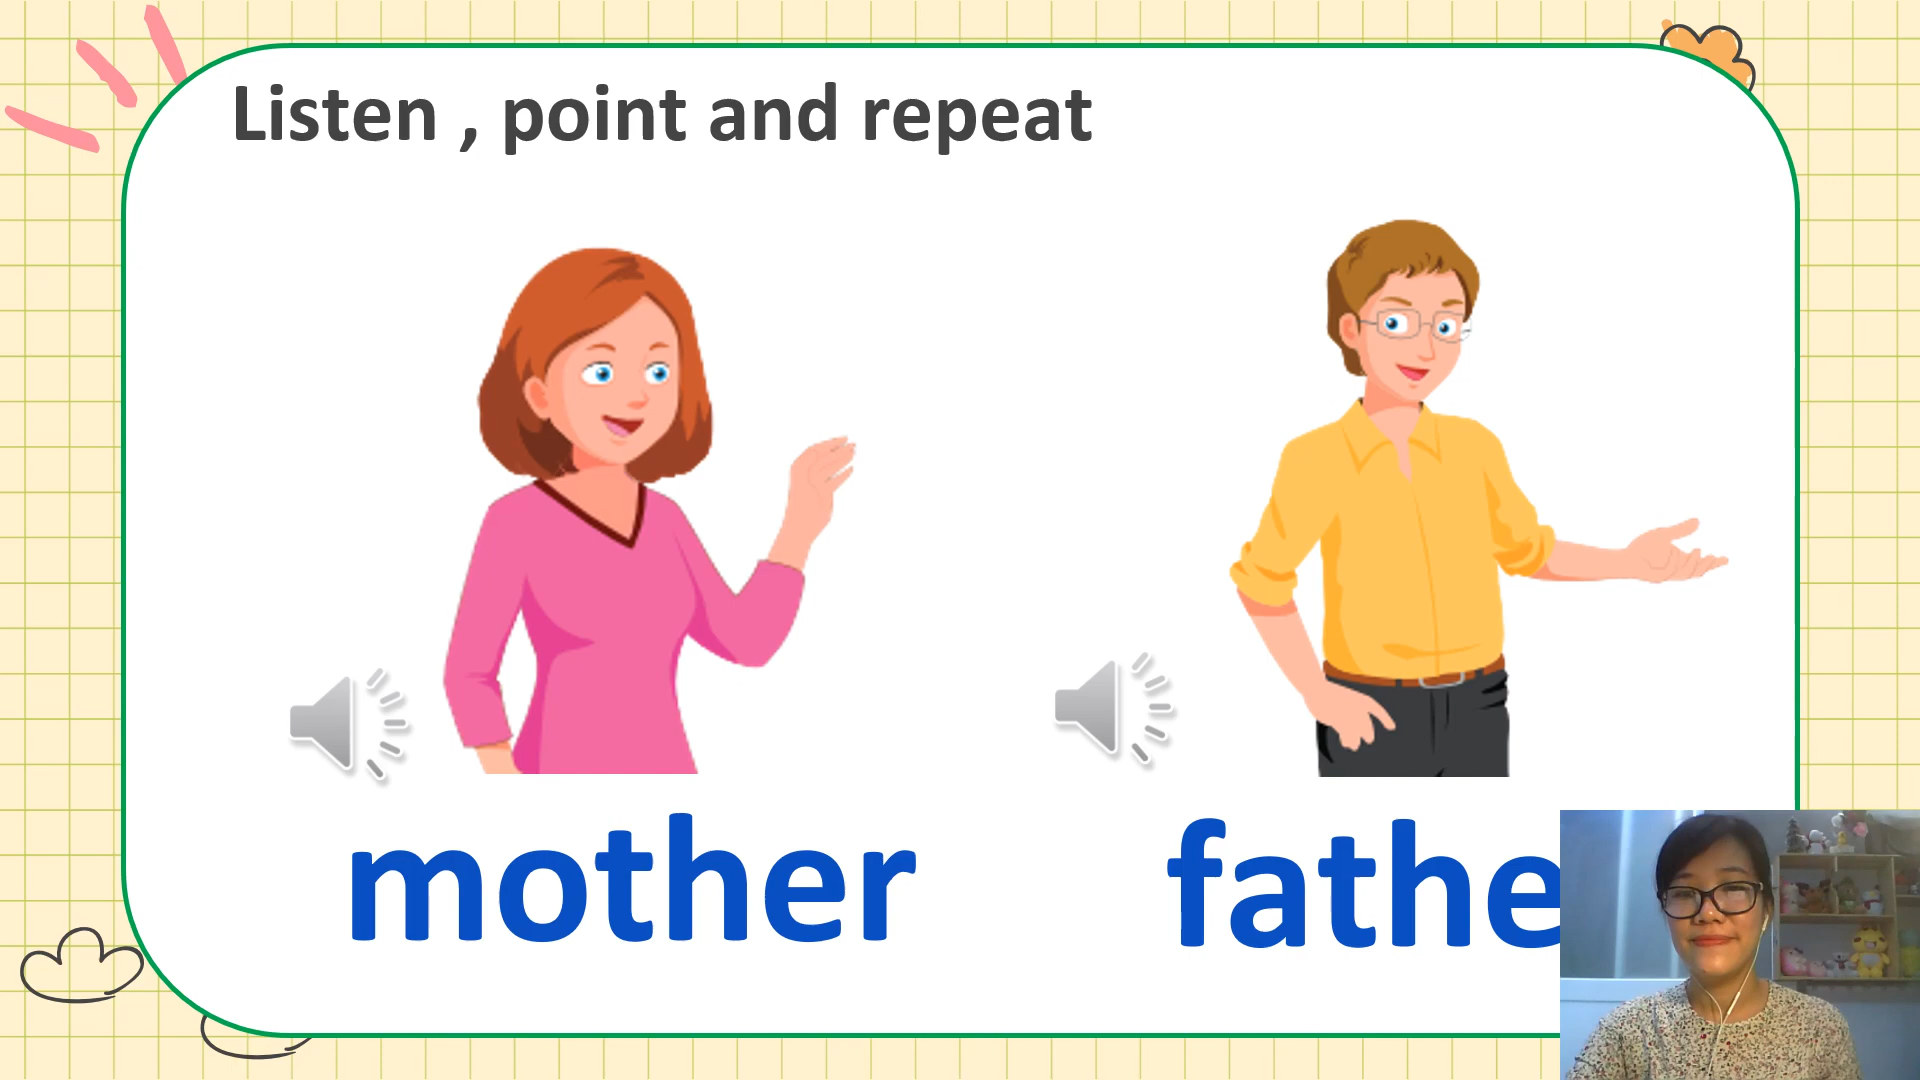 Listen , point and repeat
mother
fathe